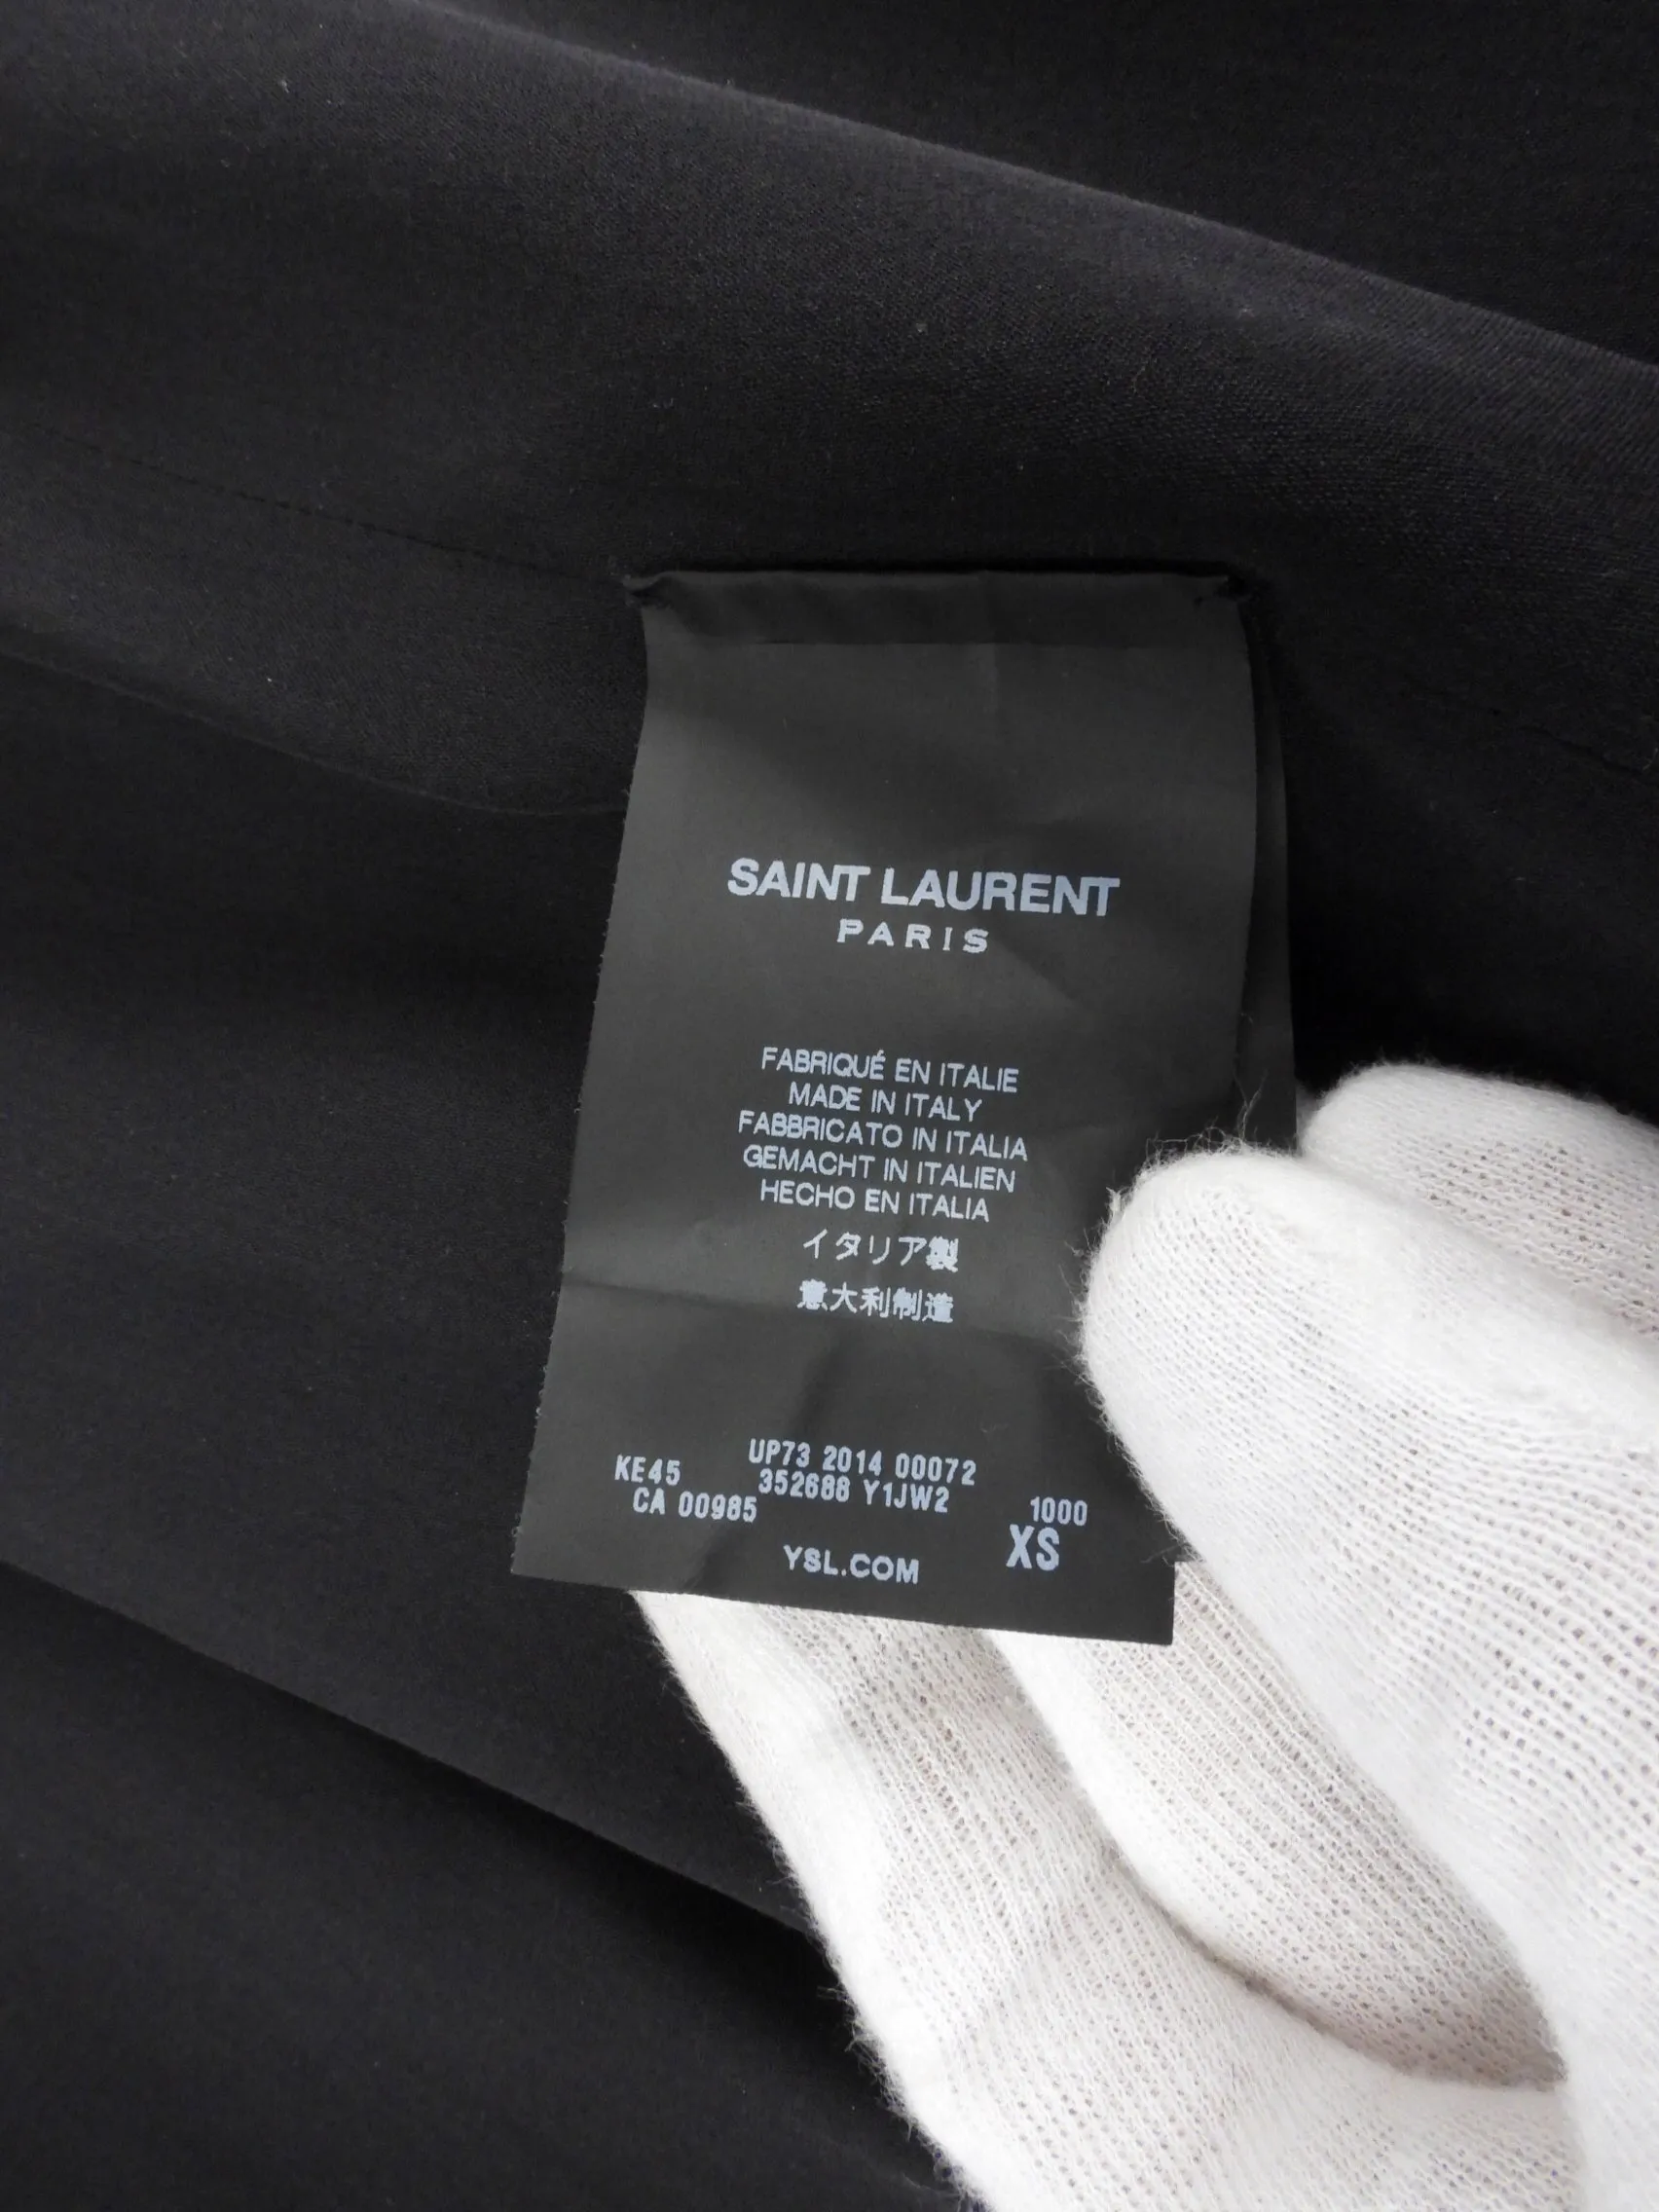 SAINT LAURENT
PARIS
FABRIQUÉ EN ITALIE
MADE IN ITALY
FABBRICATO IN ITALIA
GEMACHT IN ITALIEN
HECHO EN ITALIA
イタリア製
意大利制造
UP73 2014 00072
KE45 352688 Y1JW2 1000
CA 00985 XS
YSL.COM